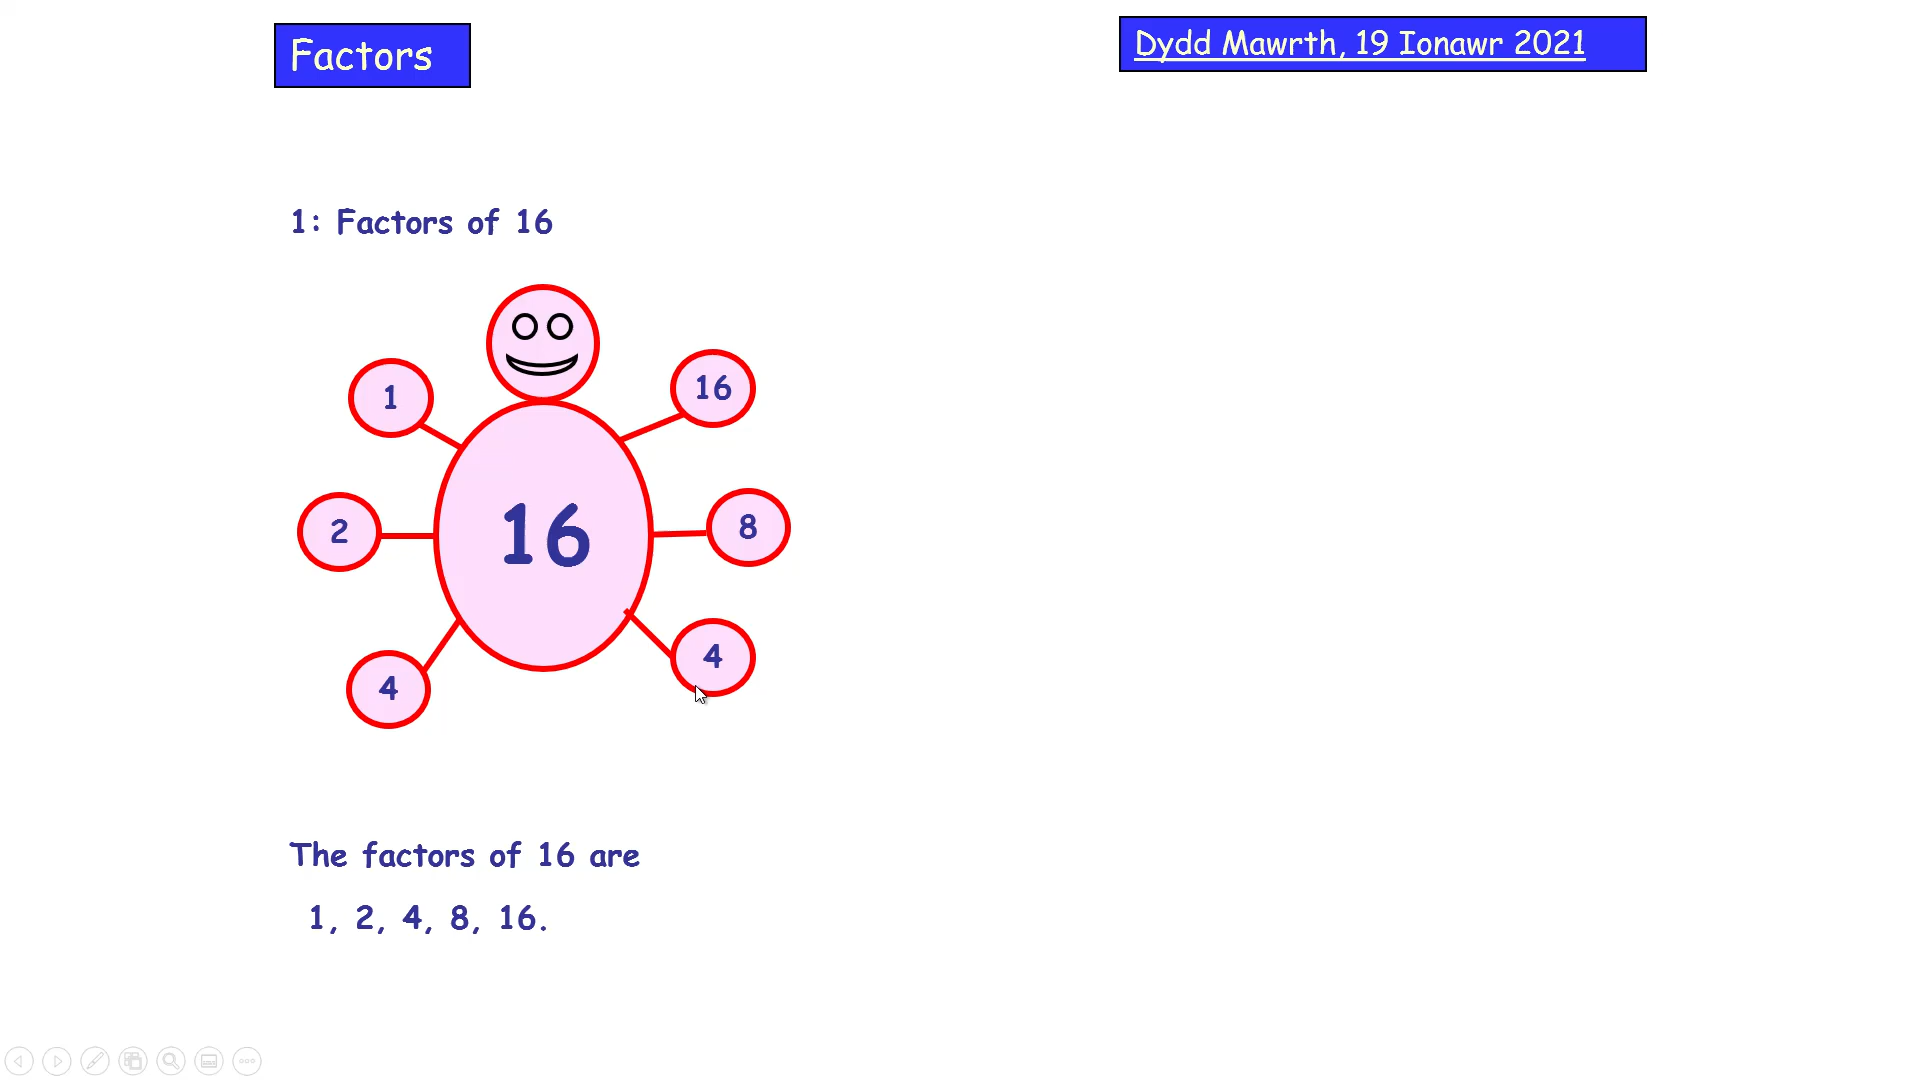 Factors
Dydd Mawrth, 19 Ionawr 2021
1: Factors of 16
1
16
2
16
8
4
4
The factors of 16 are
1, 2, 4, 8, 16.